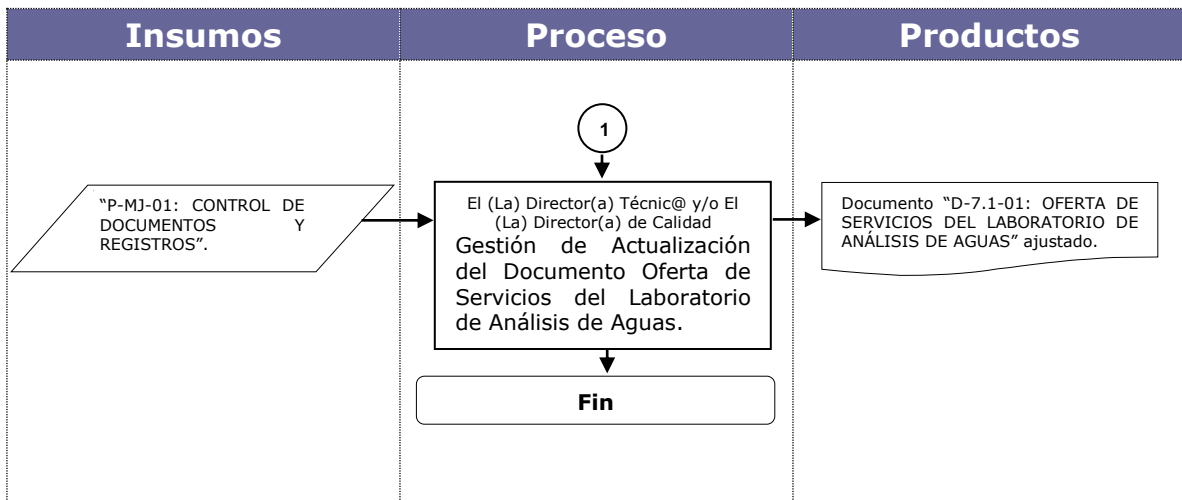 Insumos
Proceso
Productos
1
"P-MJ-01: CONTROL DE
DOCUMENTOS Y
REGISTROS".
El (La) Director(a) Técnic@ y/o El
(La) Director(a) de Calidad
Gestión de Actualización
del Documento Oferta de
Servicios del Laboratorio
de Análisis de Aguas.
Documento "D-7.1-01: OFERTA DE
SERVICIOS DEL LABORATORIO DE
ANÁLISIS DE AGUAS" ajustado.
Fin